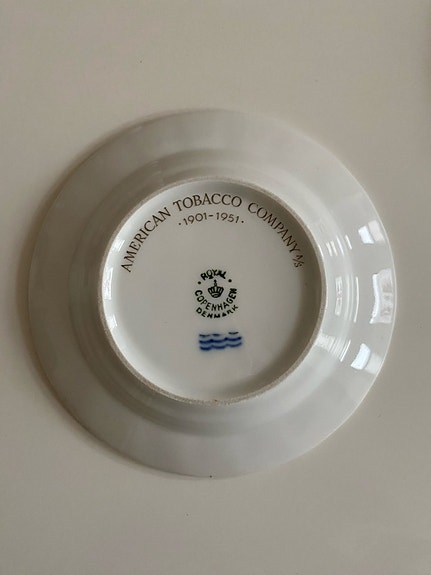 AMERICAN TOBACCO COMPANY A/S
·1901-1951·
· ROYAL ·
COPENHAGEN
DENMARK